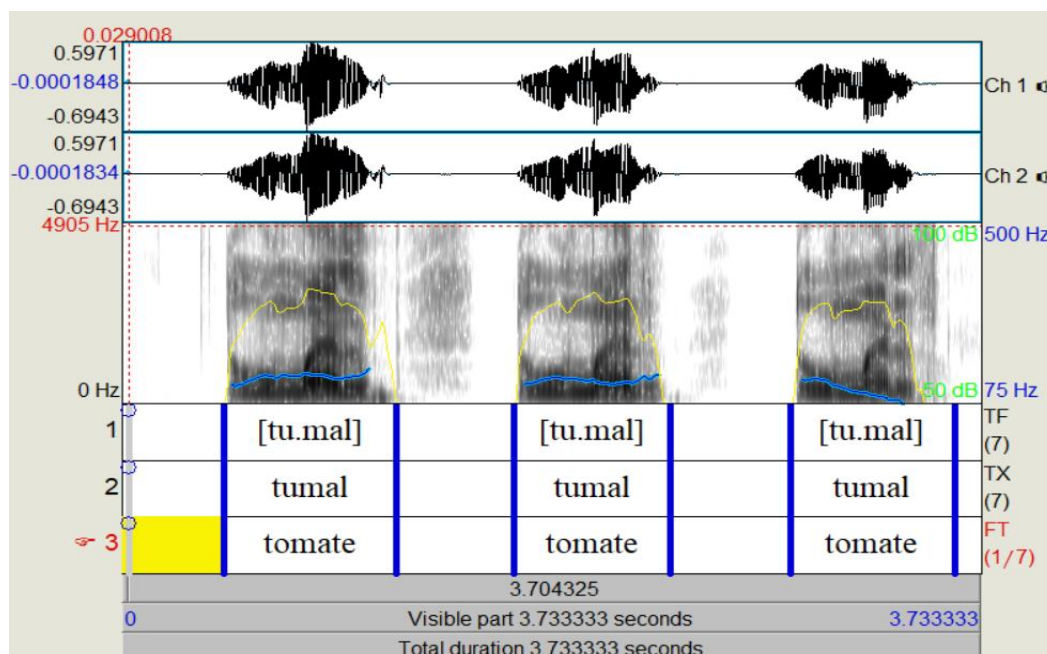 0.029008
0.5971
-0.0001848
-0.6943
Ch 1
0.5971
-0.0001834
-0.6943
Ch 2
4905 Hz
100 dB 500 Hz
0 Hz
50 dB 75 Hz
1 [tu.mal] [tu.mal] [tu.mal] TF (7)
2 tumal tumal tumal TX (7)
3 tomate tomate tomate FT (1/7)
3.704325
0 Visible part 3.733333 seconds 3.733333
Total duration 3.733333 seconds